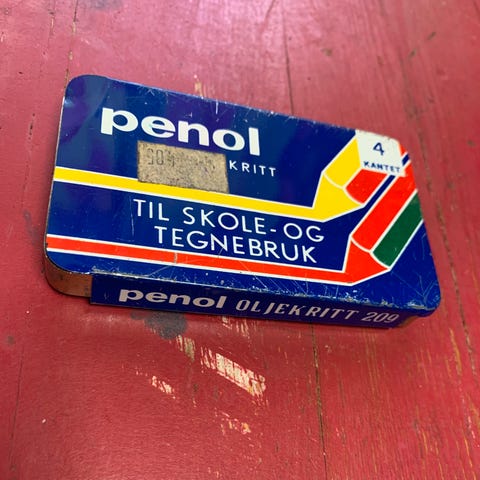 penol
KRITT
4
KANTET
TIL SKOLE-OG
TEGNEBRUK
penol OLJEKRITT 209